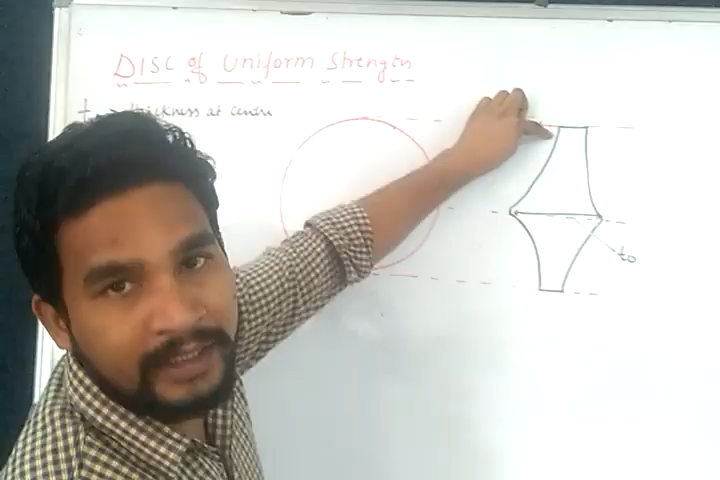 DISC of Uniform Strength
t → thickness at centre
to